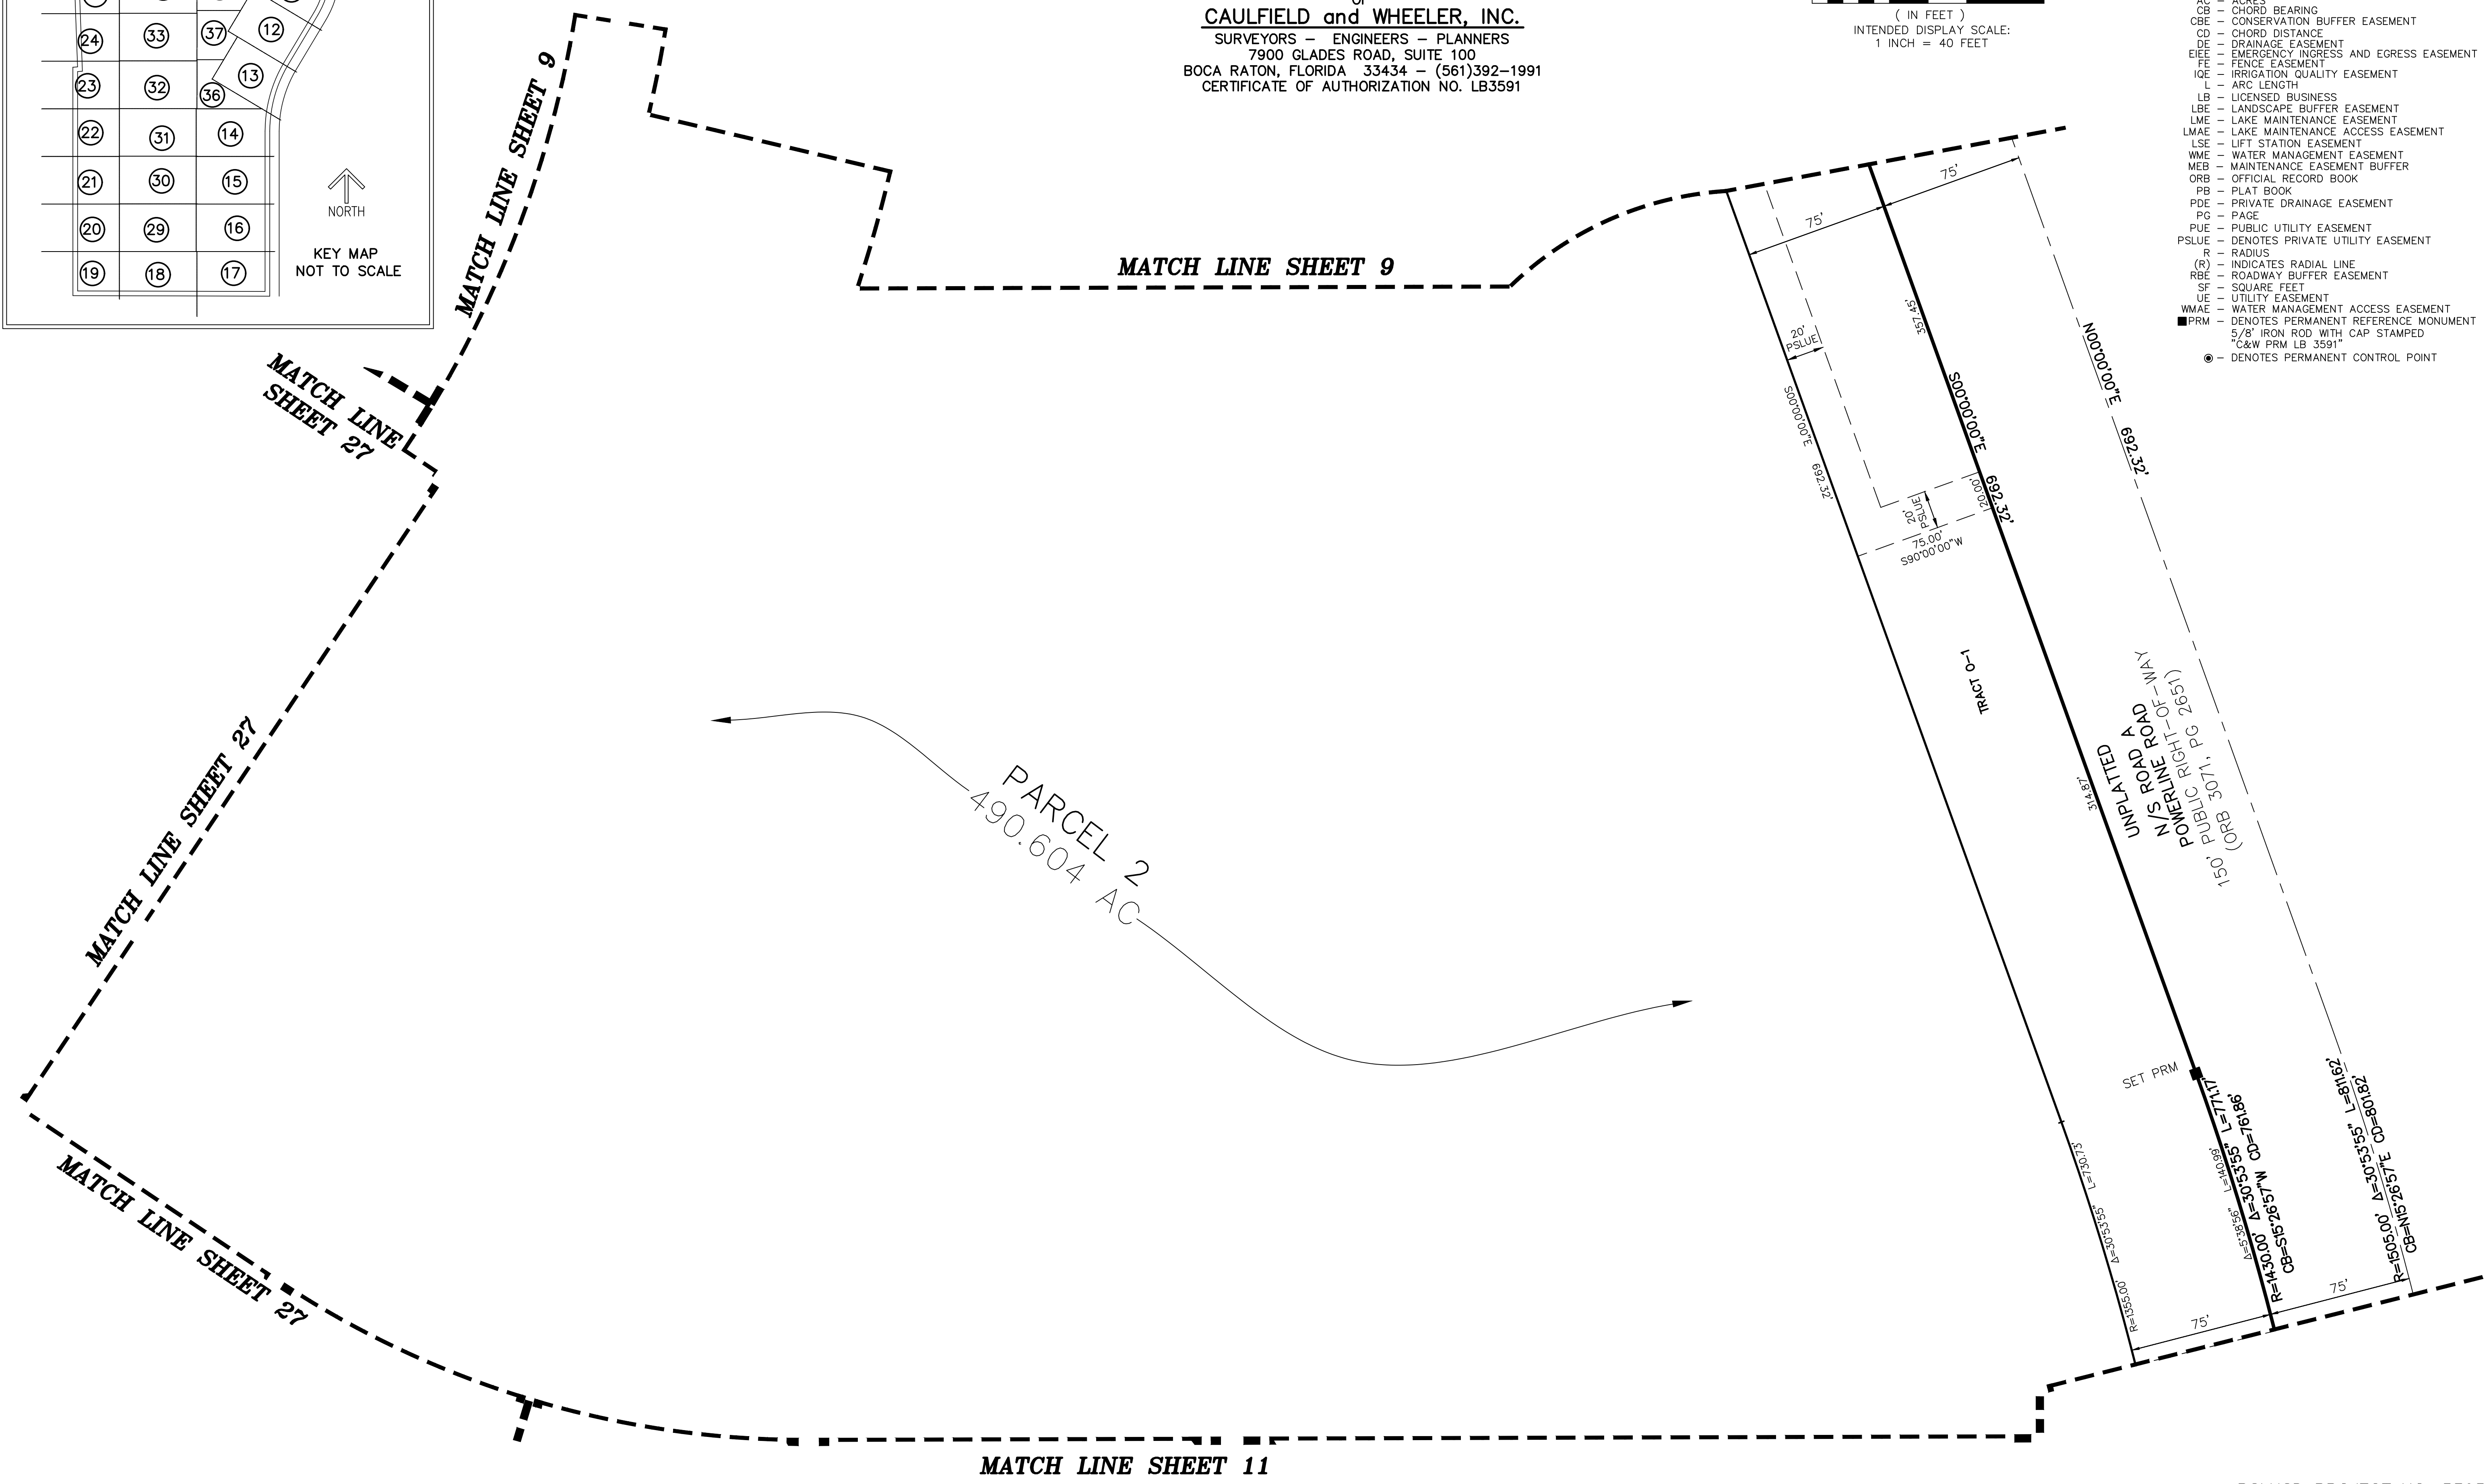 24
33
37
12
13
23
32
36
22
31
14
21
30
15
20
29
16
19
18
17
NORTH
KEY MAP
NOT TO SCALE
OF
CAULFIELD and WHEELER, INC.
SURVEYORS – ENGINEERS – PLANNERS
7900 GLADES ROAD, SUITE 100
BOCA RATON, FLORIDA 33434 – (561)392–1991
CERTIFICATE OF AUTHORIZATION NO. LB3591
( IN FEET )
INTENDED DISPLAY SCALE:
1 INCH = 40 FEET
AC – ACRES
CB – CHORD BEARING
CBE – CONSERVATION BUFFER EASEMENT
CD – CHORD DISTANCE
DE – DRAINAGE EASEMENT
EIEE – EMERGENCY INGRESS AND EGRESS EASEMENT
FE – FENCE EASEMENT
IQE – IRRIGATION QUALITY EASEMENT
L – ARC LENGTH
LB – LICENSED BUSINESS
LBE – LANDSCAPE BUFFER EASEMENT
LME – LAKE MAINTENANCE EASEMENT
LMAE – LAKE MAINTENANCE ACCESS EASEMENT
LSE – LIFT STATION EASEMENT
WME – WATER MANAGEMENT EASEMENT
MEB – MAINTENANCE EASEMENT BUFFER
ORB – OFFICIAL RECORD BOOK
PB – PLAT BOOK
PDE – PRIVATE DRAINAGE EASEMENT
PG – PAGE
PUE – PUBLIC UTILITY EASEMENT
PSLUE – DENOTES PRIVATE UTILITY EASEMENT
R – RADIUS
(R) – INDICATES RADIAL LINE
RBE – ROADWAY BUFFER EASEMENT
SF – SQUARE FEET
UE – UTILITY EASEMENT
WMAE – WATER MANAGEMENT ACCESS EASEMENT
■PRM – DENOTES PERMANENT REFERENCE MONUMENT
5/8' IRON ROD WITH CAP STAMPED
"C&W PRM LB 3591"
– DENOTES PERMANENT CONTROL POINT
MATCH LINE SHEET 9
MATCH LINE SHEET 9
MATCH LINE
SHEET 27
MATCH LINE SHEET 27
MATCH LINE SHEET 27
MATCH LINE SHEET 11
PARCEL 2
490.604 AC
75'
75'
20'
PSLUE
357.45'
S00°00'00"E 692.32'
S00°00'00"E 692.32'
N00°00'00"E 692.32'
20.00'
20'
PSLUE
75.00'
S90°00'00"W
TRACT O–1
314.87'
UNPLATTED
N/S ROAD A
POWERLINE ROAD
150' PUBLIC RIGHT–OF–WAY
(ORB 3071, PG 2651)
SET PRM
R=1355.00' Δ=30°53'55" L=730.73'
Δ=5°38'56" L=140.99'
R=1430.00' Δ=30°53'55" L=771.17'
CB=S15°26'57"W CD=761.86'
R=1505.00' Δ=30°53'55" L=811.62'
CB=N15°26'57"E CD=801.82'
75'
75'